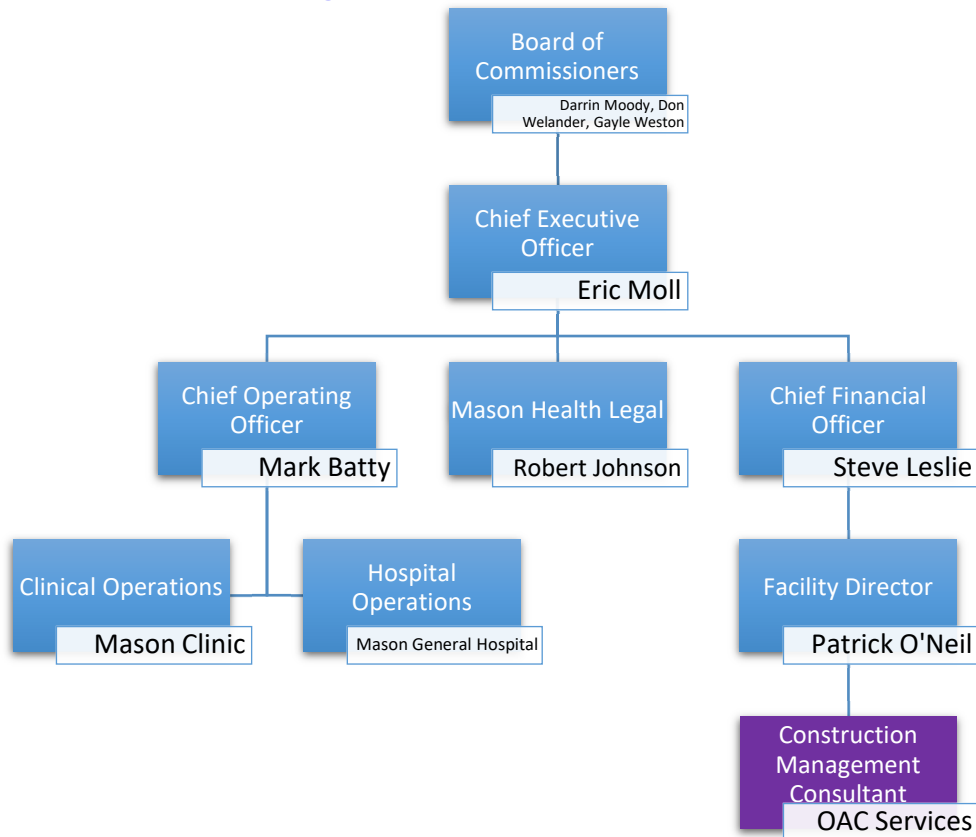 Board of
Commissioners
Darrin Moody, Don
Welander, Gayle Weston
Chief Executive
Officer
Eric Moll
Chief Operating
Officer
Mark Batty
Mason Health Legal
Robert Johnson
Chief Financial
Officer
Steve Leslie
Clinical Operations
Mason Clinic
Hospital
Operations
Mason General Hospital
Facility Director
Patrick O'Neil
Construction
Management
Consultant
OAC Services